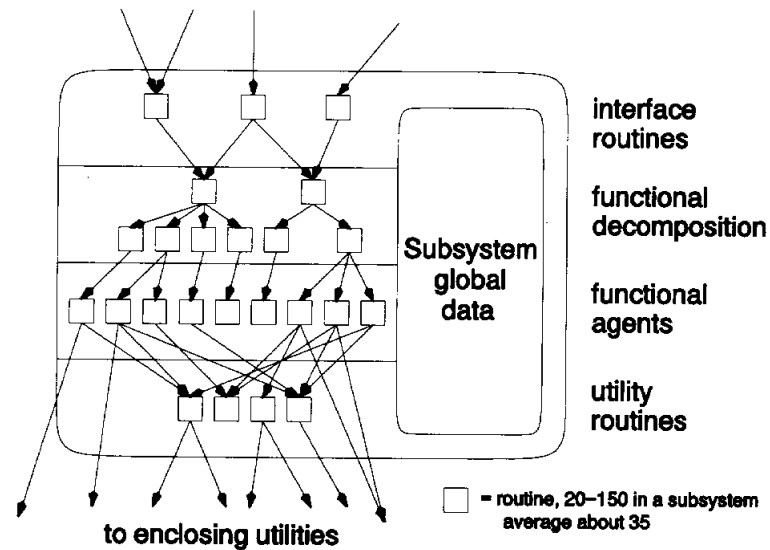 interface
routines
functional
decomposition
Subsystem
global
data
functional
agents
utility
routines
= routine, 20–150 in a subsystem
average about 35
to enclosing utilities